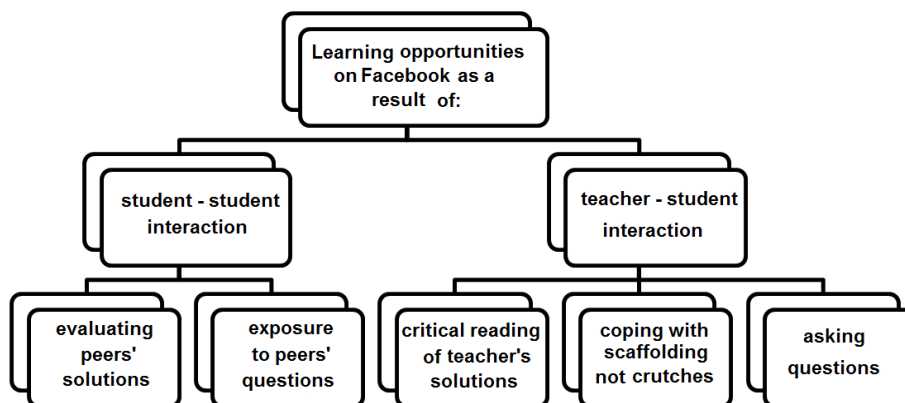 Learning opportunities
on Facebook as a
result of:
student - student
interaction
teacher - student
interaction
evaluating
peers'
solutions
exposure
to peers'
questions
critical reading
of teacher's
solutions
coping with
scaffolding
not crutches
asking
questions